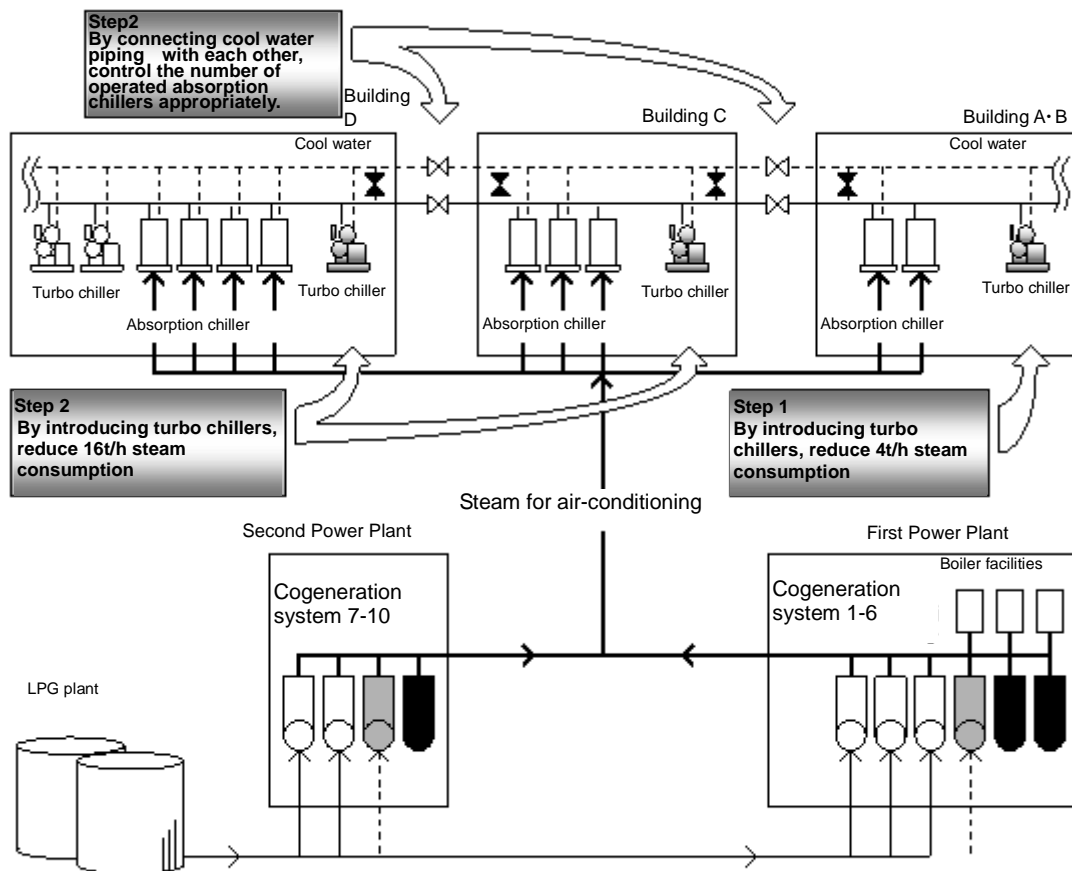 Step2
By connecting cool water
piping with each other,
control the number of
operated absorption
chillers appropriately.
Building
D
Building C
Building A・B
Cool water
Cool water
Turbo chiller
Turbo chiller
Turbo chiller
Turbo chiller
Absorption chiller
Absorption chiller
Absorption chiller
Step 2
By introducing turbo chillers,
reduce 16t/h steam
consumption
Step 1
By introducing turbo
chillers, reduce 4t/h steam
consumption
Steam for air-conditioning
Second Power Plant
First Power Plant
Boiler facilities
Cogeneration
system 7-10
Cogeneration
system 1-6
LPG plant